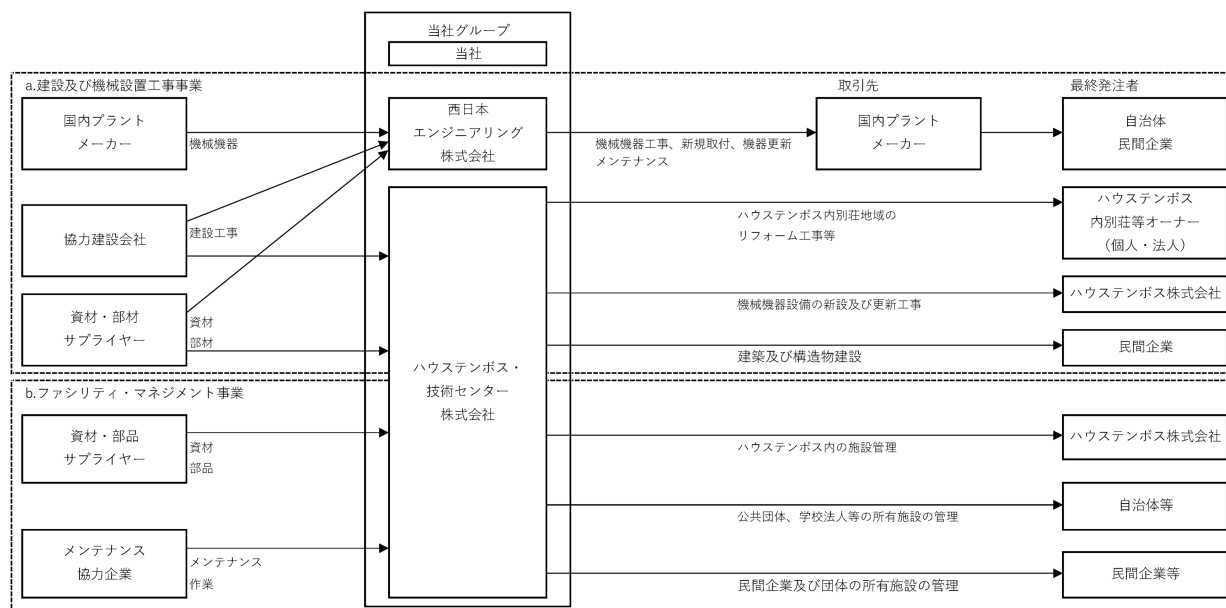 当社グループ
当社
a.建設及び機械設置工事事業
取引先
最終発注者
国内プラント
メーカー
機械機器
西日本
エンジニアリング
株式会社
機械機器工事、新規取付、機器更新
メンテナンス
国内プラント
メーカー
自治体
民間企業
協力建設会社
建設工事
ハウステンボス内別荘地域の
リフォーム工事等
ハウステンボス
内別荘等オーナー
（個人・法人）
資材・部材
サプライヤー
資材
部材
機械機器設備の新設及び更新工事
ハウステンボス株式会社
建築及び構造物建設
民間企業
ハウステンボス・
技術センター
株式会社
b.ファシリティ・マネジメント事業
資材・部品
サプライヤー
資材
部品
ハウステンボス内の施設管理
ハウステンボス株式会社
公共団体、学校法人等の所有施設の管理
自治体等
メンテナンス
協力企業
メンテナンス
作業
民間企業及び団体の所有施設の管理
民間企業等